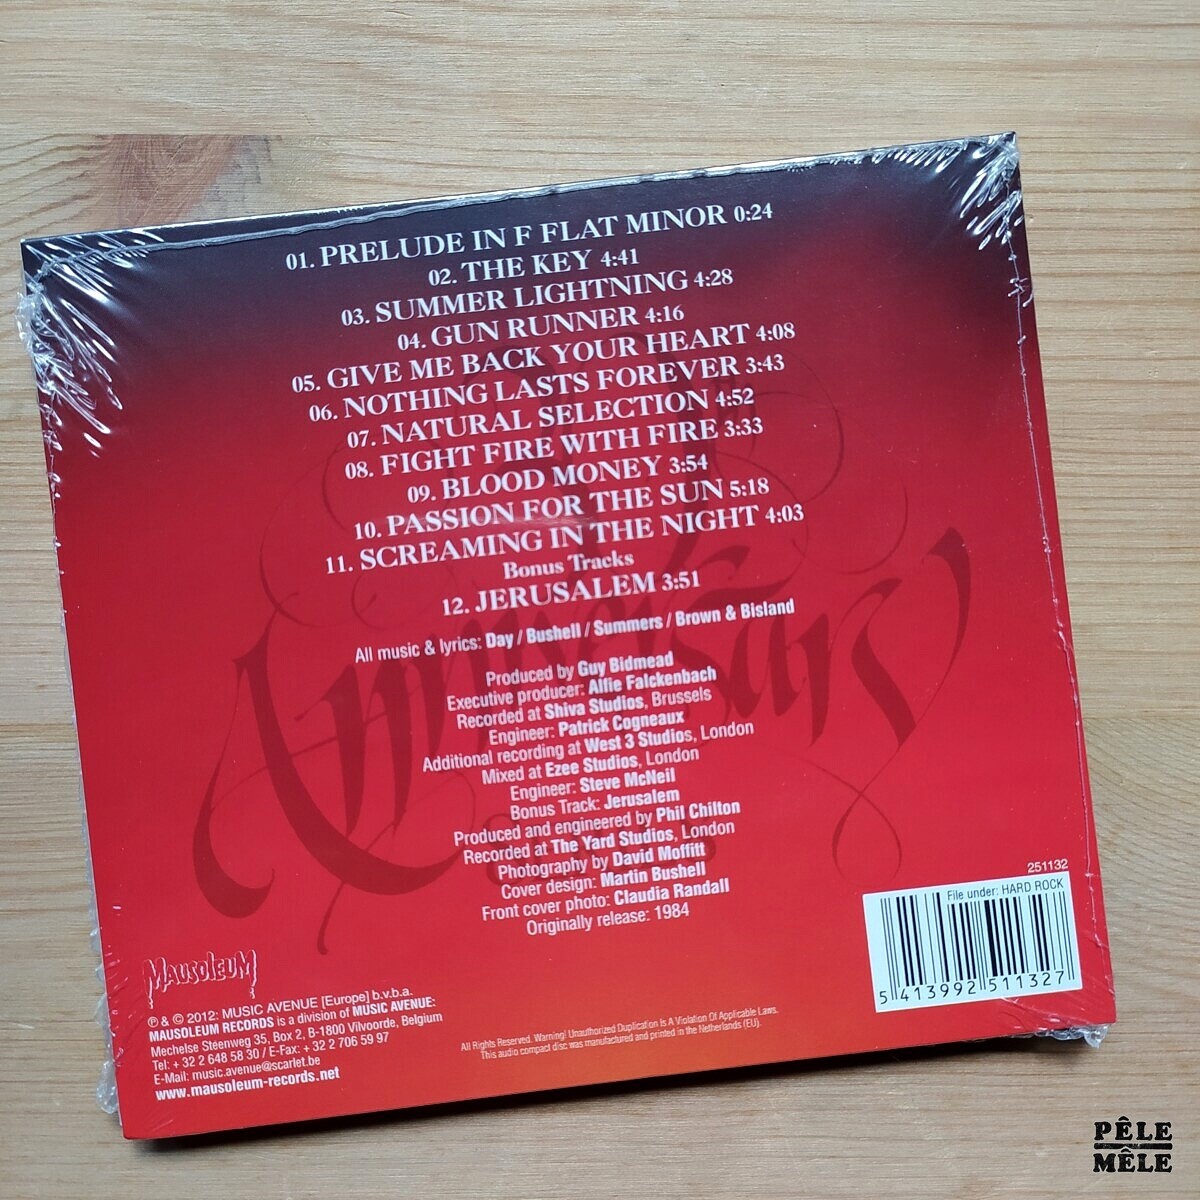 01. PRELUDE IN F FLAT MINOR 0:24
02. THE KEY 4:41
03. SUMMER LIGHTNING 4:28
04. GUN RUNNER 4:16
05. GIVE ME BACK YOUR HEART 4:08
06. NOTHING LASTS FOREVER 3:43
07. NATURAL SELECTION 4:52
08. FIGHT FIRE WITH FIRE 3:33
09. BLOOD MONEY 3:54
10. PASSION FOR THE SUN 5:18
11. SCREAMING IN THE NIGHT 4:03
Bonus Tracks
12. JERUSALEM 3:51
All music & lyrics: Day / Bushell / Summers / Brown & Bisland
Produced by Guy Bidmead
Executive producer: Alfie Falckenbach
Recorded at Shiva Studios, Brussels
Engineer: Patrick Cogneaux
Additional recording at West 3 Studios, London
Mixed at Ezee Studios, London
Engineer: Steve McNeil
Bonus Track: Jerusalem
Produced and engineered by Phil Chilton
Recorded at The Yard Studios, London
Photography by David Moffitt
Cover design: Martin Bushell
Front cover photo: Claudia Randall
Originally release: 1984
Anniversary
251132
File under: HARD ROCK
5 413992 511327
MAUSOLEUM
℗ & © 2012: MUSIC AVENUE [Europe] b.v.b.a.
MAUSOLEUM RECORDS is a division of MUSIC AVENUE:
Mechelse Steenweg 35, Box 2, B-1800 Vilvoorde, Belgium
Tel: + 32 2 648 58 30 / E-Fax: + 32 2 706 59 97
E-Mail: music.avenue@scarlet.be
www.mausoleum-records.net
All Rights Reserved. Warning! Unauthorized Duplication Is A Violation Of Applicable Laws.
This audio compact disc was manufactured and printed in the Netherlands (EU).
PÊLE
MÊLE